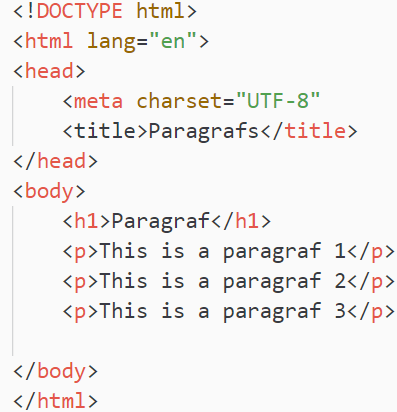 <!DOCTYPE html>
<html lang="en">
<head>
    <meta charset="UTF-8"
    <title>Paragrafs</title>
</head>
<body>
    <h1>Paragraf</h1>
    <p>This is a paragraf 1</p>
    <p>This is a paragraf 2</p>
    <p>This is a paragraf 3</p>
</body>
</html>